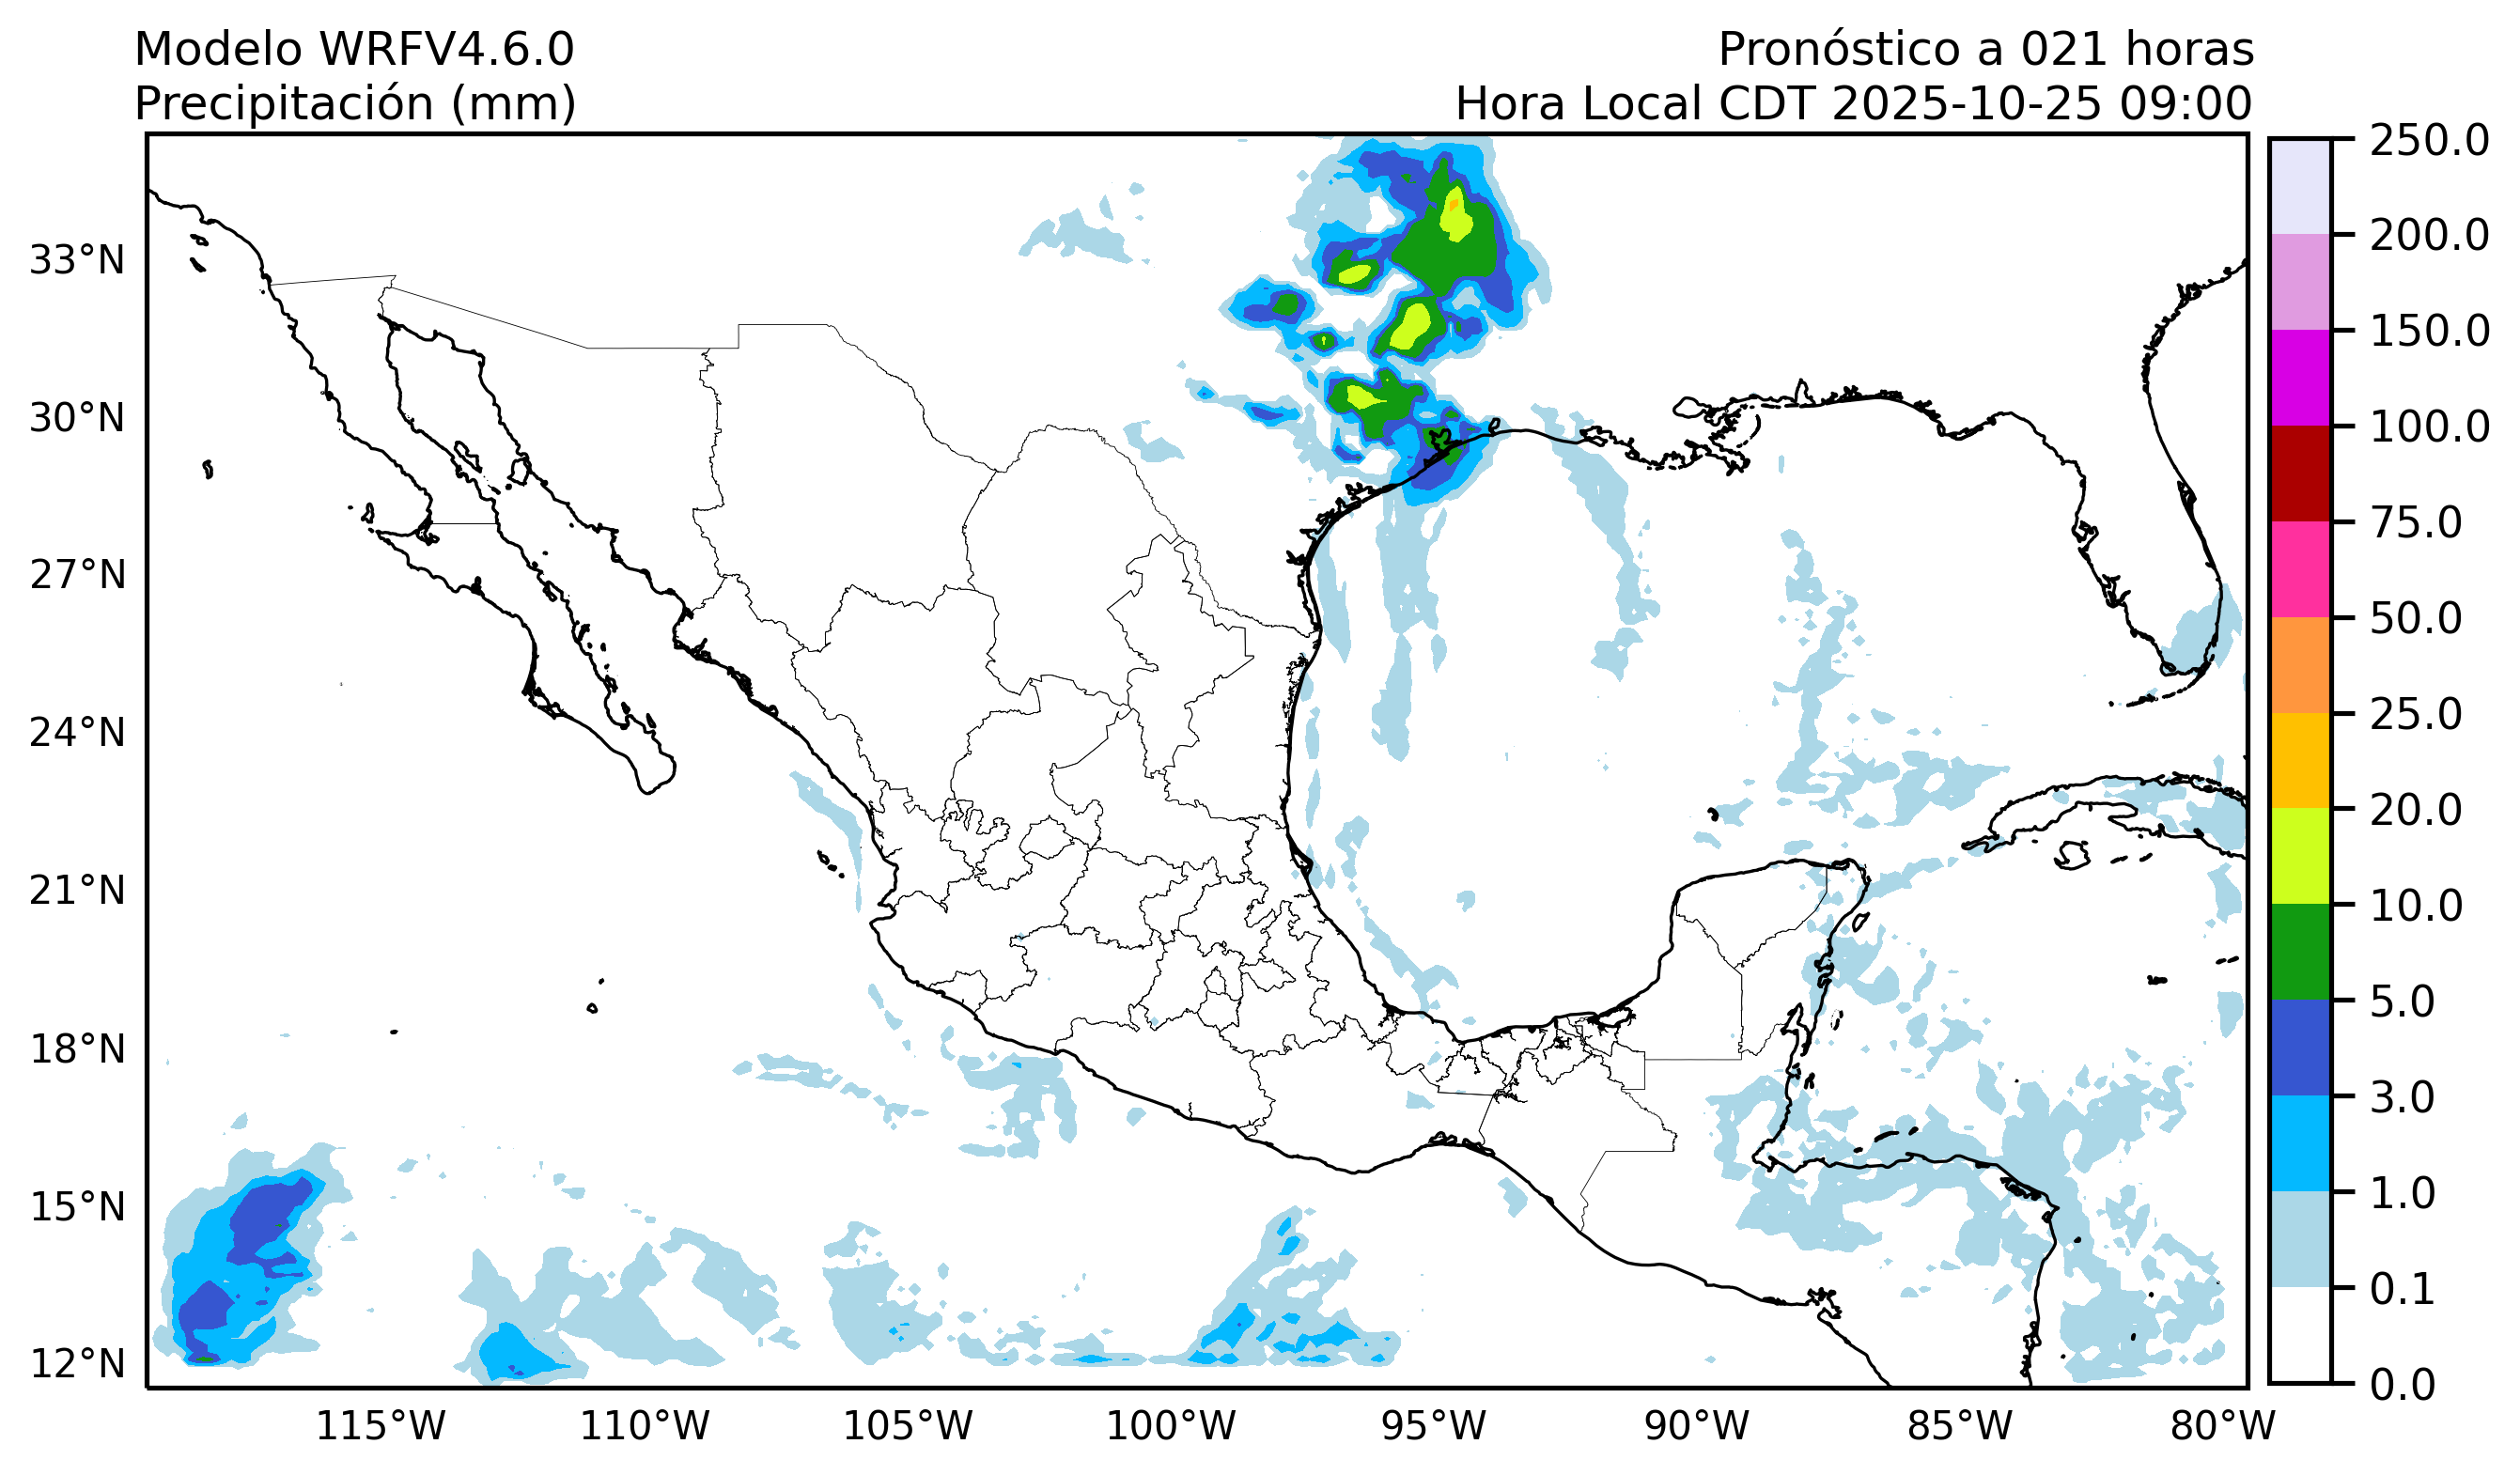 Modelo WRFV4.6.0
Precipitación (mm)
Pronóstico a 021 horas
Hora Local CDT 2025-10-25 09:00
33°N
30°N
27°N
24°N
21°N
18°N
15°N
12°N
115°W
110°W
105°W
100°W
95°W
90°W
85°W
80°W
250.0
200.0
150.0
100.0
75.0
50.0
25.0
20.0
10.0
5.0
3.0
1.0
0.1
0.0